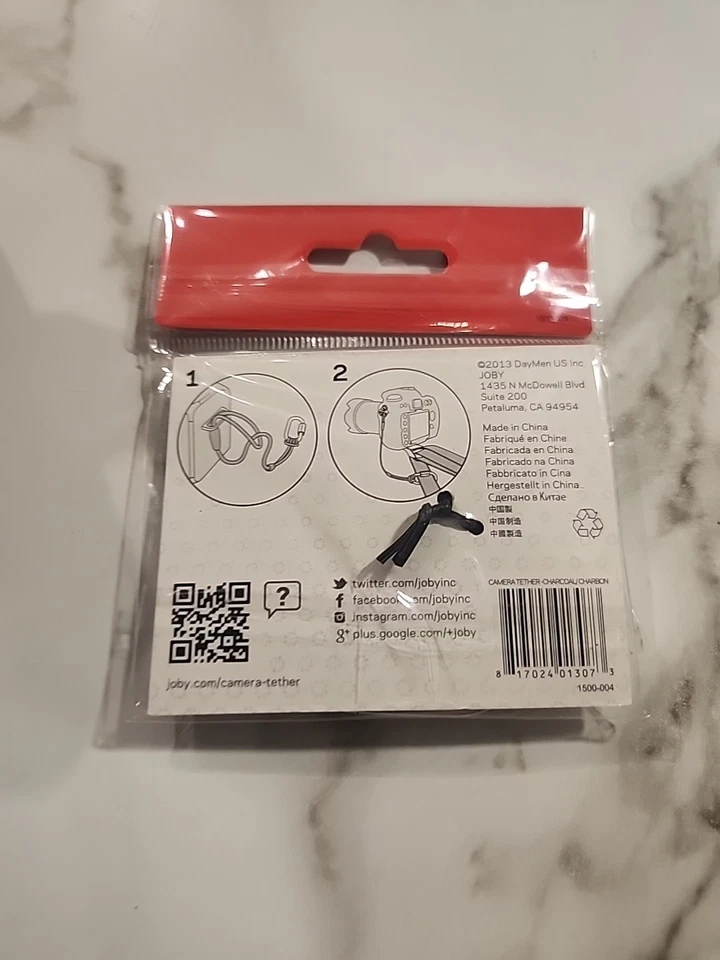 1
2
©2013 DayMen US Inc
JOBY
1435 N McDowell Blvd
Suite 200
Petaluma, CA 94954
Made in China
Fabriqué en Chine
Fabricada en China
Fabricado na China
Fabbricato in Cina
Hergestellt in China
Сделано в Китае
中国製
中国制造
中國製造
?
twitter.com/jobyinc
facebook.com/jobyinc
instagram.com/jobyinc
g+ plus.google.com/+joby
joby.com/camera-tether
CAMERA TETHER-CHARCOAL/CHARBON
8 17024 01307 3
1500-004